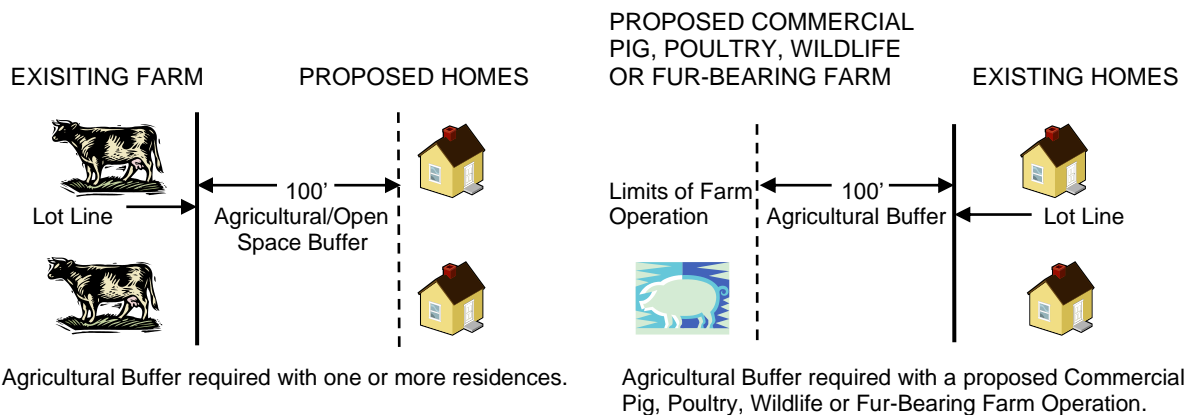 EXISITING FARM
PROPOSED HOMES
Lot Line
100’
Agricultural/Open
Space Buffer
Agricultural Buffer required with one or more residences.
PROPOSED COMMERCIAL
PIG, POULTRY, WILDLIFE
OR FUR-BEARING FARM
EXISTING HOMES
Limits of Farm
Operation
100’
Agricultural Buffer
Lot Line
Agricultural Buffer required with a proposed Commercial
Pig, Poultry, Wildlife or Fur-Bearing Farm Operation.